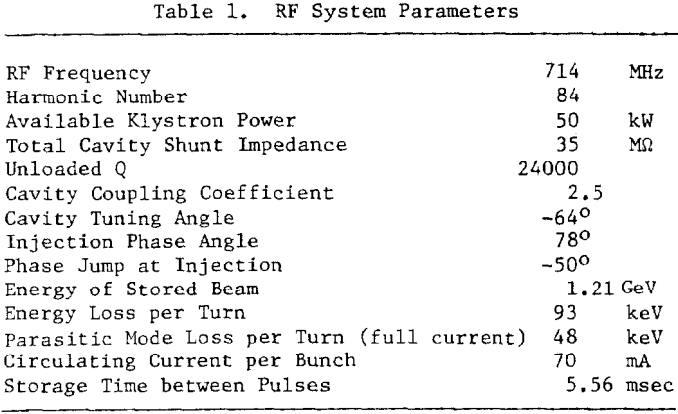 Table 1. RF System Parameters
RF Frequency 714 MHz
Harmonic Number 84
Available Klystron Power 50 kW
Total Cavity Shunt Impedance 35 MΩ
Unloaded Q 24000
Cavity Coupling Coefficient 2.5
Cavity Tuning Angle -64°
Injection Phase Angle 78°
Phase Jump at Injection -50°
Energy of Stored Beam 1.21 GeV
Energy Loss per Turn 93 keV
Parasitic Mode Loss per Turn (full current) 48 keV
Circulating Current per Bunch 70 mA
Storage Time between Pulses 5.56 msec